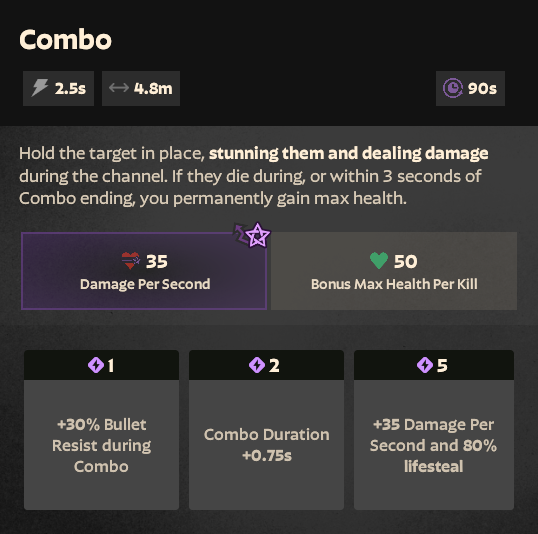 Combo
2.5s
4.8m
90s
Hold the target in place, stunning them and dealing damage
during the channel. If they die during, or within 3 seconds of
Combo ending, you permanently gain max health.
35
Damage Per Second
50
Bonus Max Health Per Kill
1
+30% Bullet
Resist during
Combo
2
Combo Duration
+0.75s
5
+35 Damage Per
Second and 80%
lifesteal